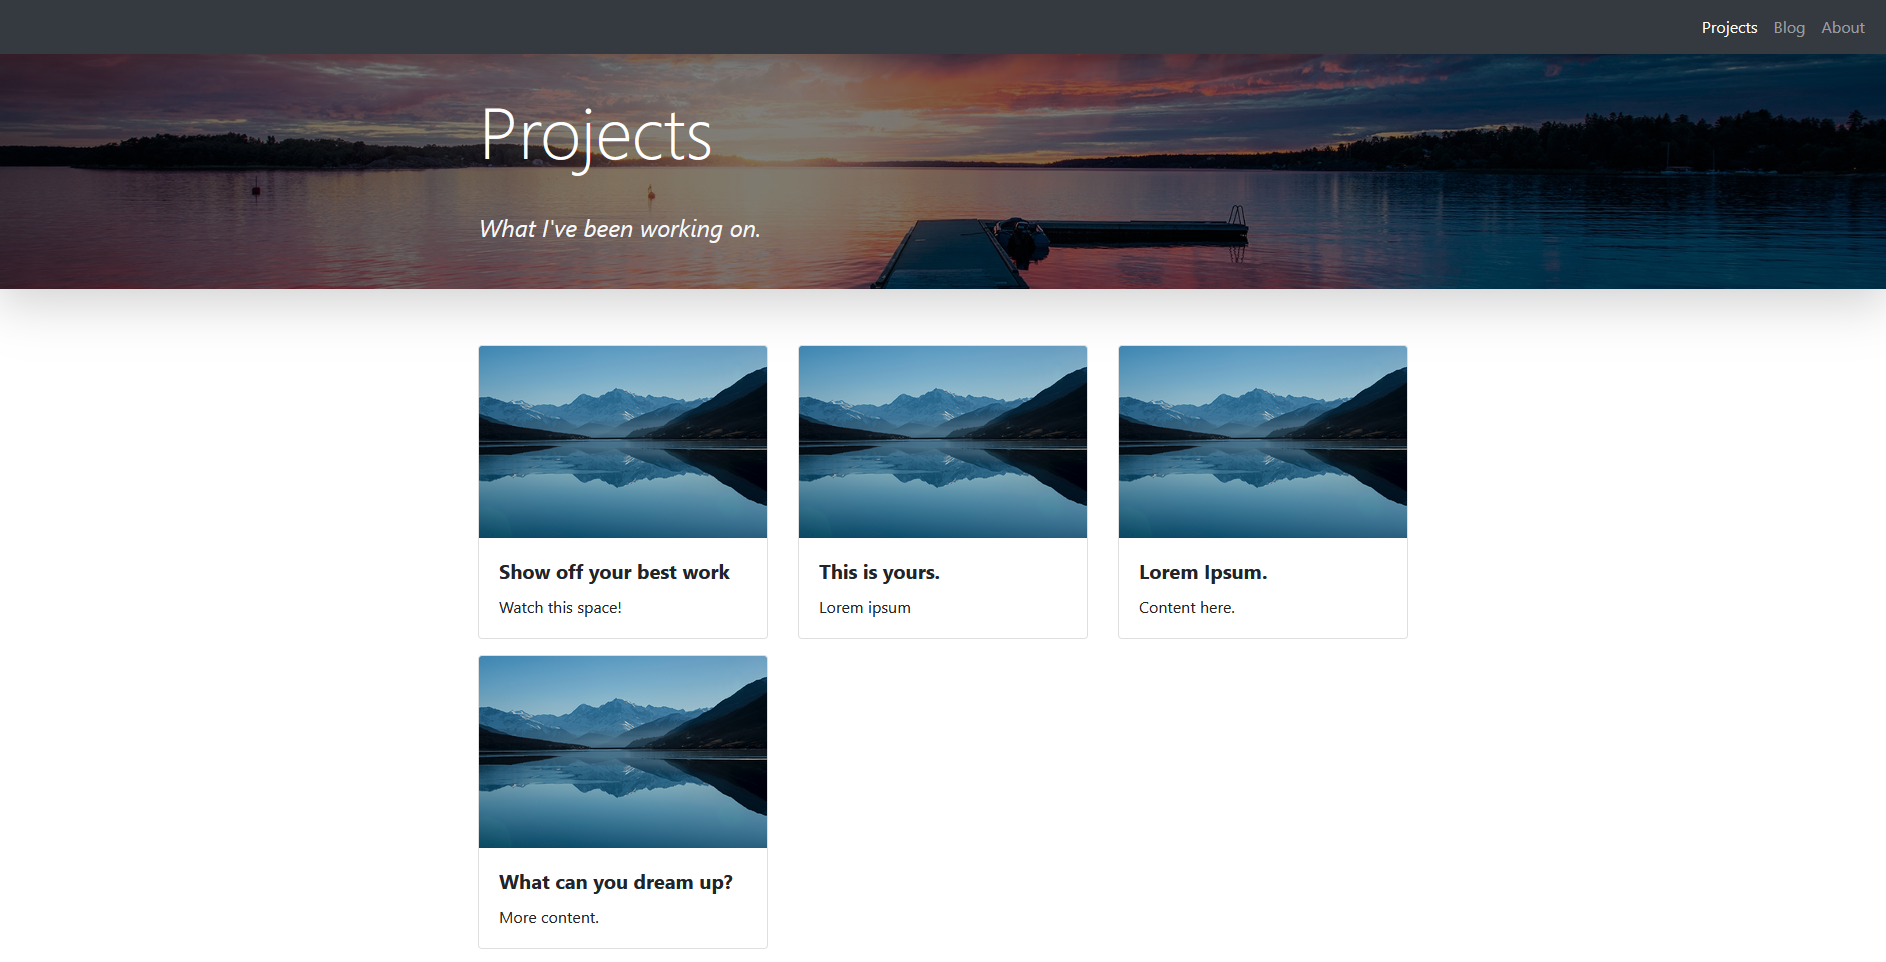 Projects Blog About
Projects
What I've been working on.
Show off your best work
Watch this space!
This is yours.
Lorem ipsum
Lorem Ipsum.
Content here.
What can you dream up?
More content.